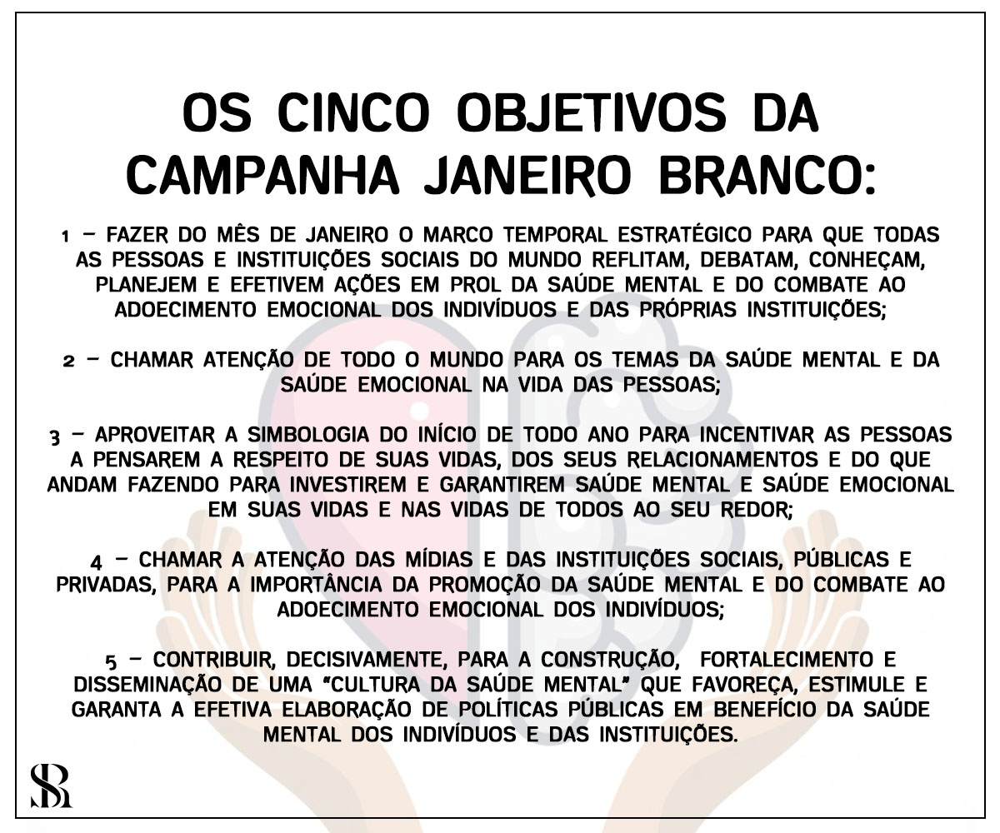 OS CINCO OBJETIVOS DA
CAMPANHA JANEIRO BRANCO:
1 – FAZER DO MÊS DE JANEIRO O MARCO TEMPORAL ESTRATÉGICO PARA QUE TODAS
AS PESSOAS E INSTITUIÇÕES SOCIAIS DO MUNDO REFLITAM, DEBATAM, CONHEÇAM,
PLANEJEM E EFETIVEM AÇÕES EM PROL DA SAÚDE MENTAL E DO COMBATE AO
ADOECIMENTO EMOCIONAL DOS INDIVÍDUOS E DAS PRÓPRIAS INSTITUIÇÕES;
2 – CHAMAR ATENÇÃO DE TODO O MUNDO PARA OS TEMAS DA SAÚDE MENTAL E DA
SAÚDE EMOCIONAL NA VIDA DAS PESSOAS;
3 – APROVEITAR A SIMBOLOGIA DO INÍCIO DE TODO ANO PARA INCENTIVAR AS PESSOAS
A PENSAREM A RESPEITO DE SUAS VIDAS, DOS SEUS RELACIONAMENTOS E DO QUE
ANDAM FAZENDO PARA INVESTIREM E GARANTIREM SAÚDE MENTAL E SAÚDE EMOCIONAL
EM SUAS VIDAS E NAS VIDAS DE TODOS AO SEU REDOR;
4 – CHAMAR A ATENÇÃO DAS MÍDIAS E DAS INSTITUIÇÕES SOCIAIS, PÚBLICAS E
PRIVADAS, PARA A IMPORTÂNCIA DA PROMOÇÃO DA SAÚDE MENTAL E DO COMBATE AO
ADOECIMENTO EMOCIONAL DOS INDIVÍDUOS;
5 – CONTRIBUIR, DECISIVAMENTE, PARA A CONSTRUÇÃO, FORTALECIMENTO E
DISSEMINAÇÃO DE UMA "CULTURA DA SAÚDE MENTAL" QUE FAVOREÇA, ESTIMULE E
GARANTA A EFETIVA ELABORAÇÃO DE POLÍTICAS PÚBLICAS EM BENEFÍCIO DA SAÚDE
MENTAL DOS INDIVÍDUOS E DAS INSTITUIÇÕES.